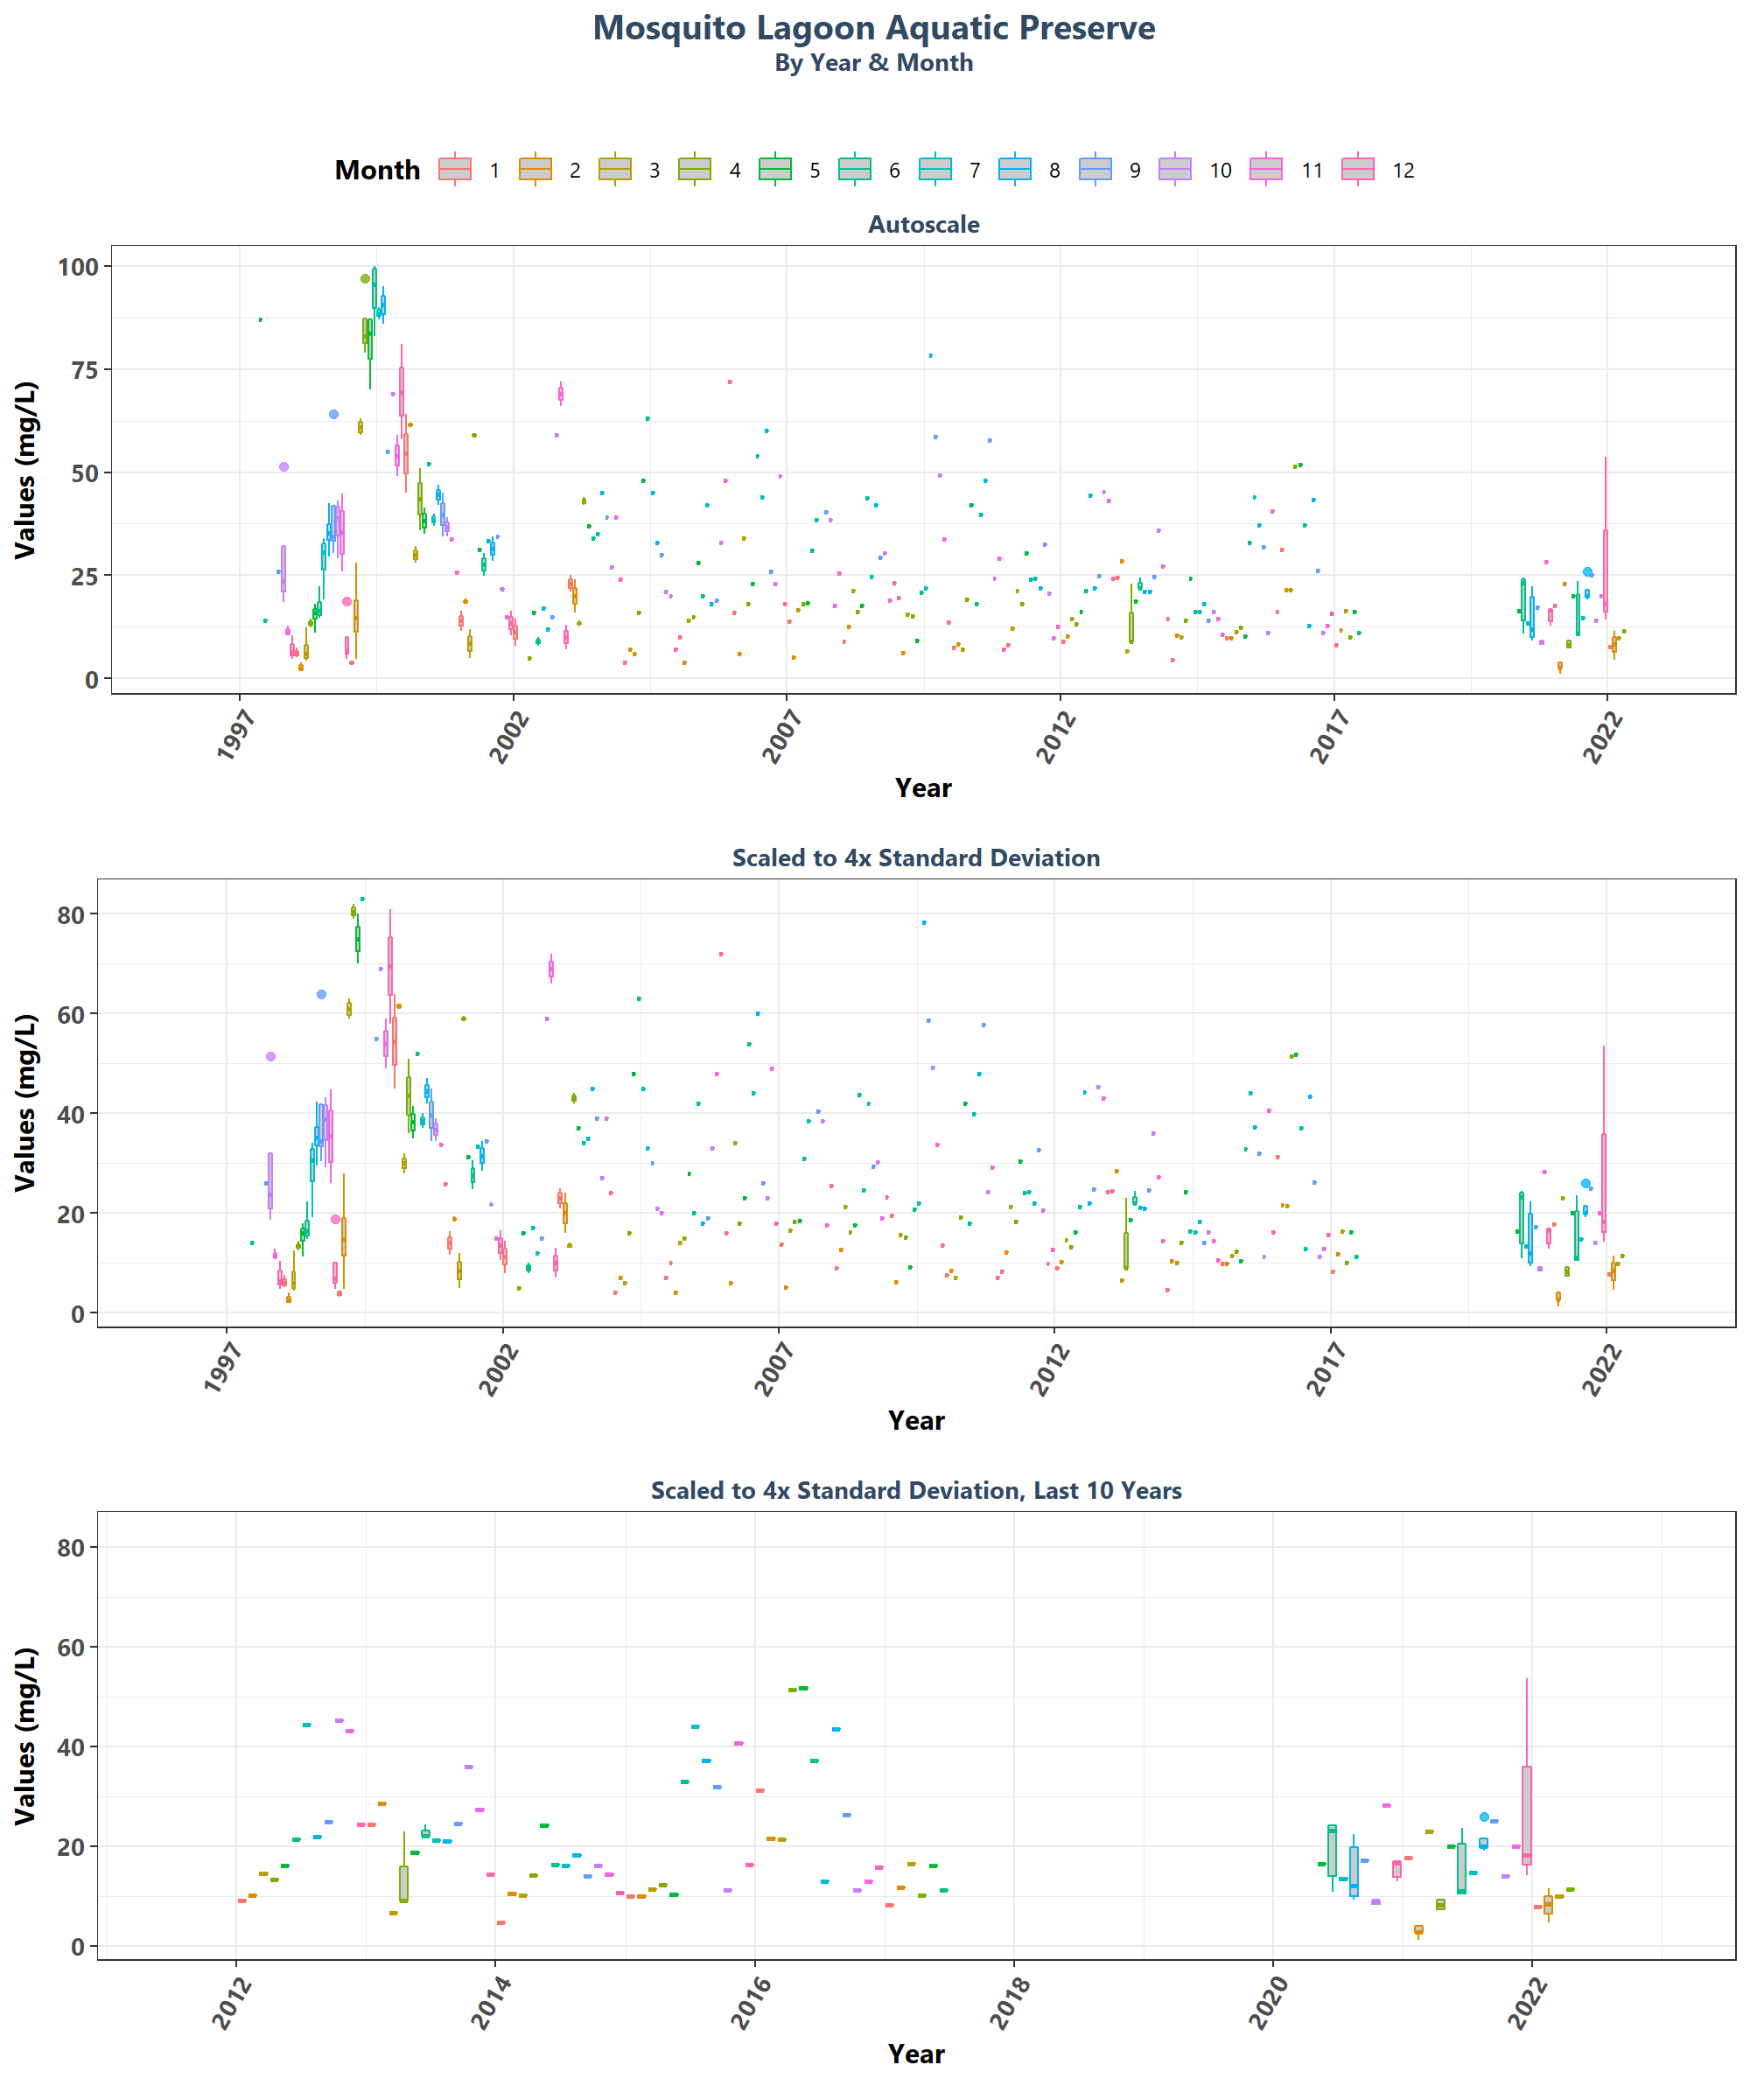 Mosquito Lagoon Aquatic Preserve
By Year & Month
Month 1 2 3 4 5 6 7 8 9 10 11 12
Autoscale
Values (mg/L)
100
75
50
25
0
1997 2002 2007 2012 2017 2022
Year
Scaled to 4x Standard Deviation
Values (mg/L)
80
60
40
20
0
1997 2002 2007 2012 2017 2022
Year
Scaled to 4x Standard Deviation, Last 10 Years
Values (mg/L)
80
60
40
20
0
2012 2014 2016 2018 2020 2022
Year